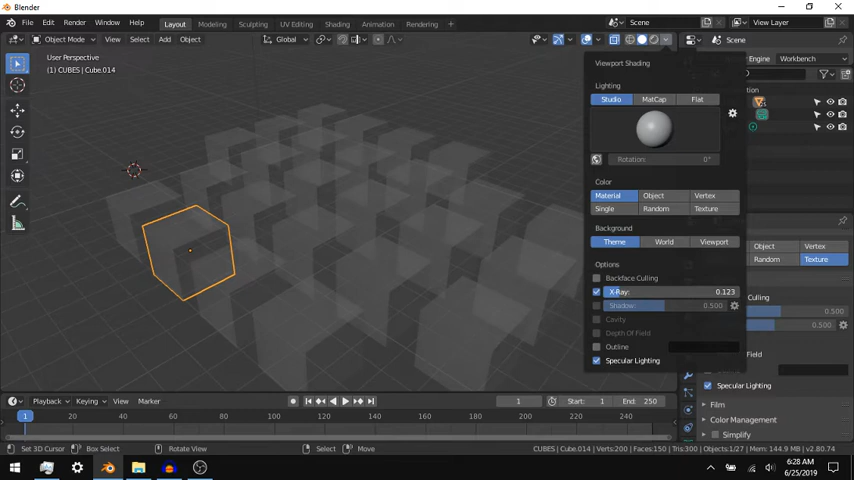 Blender
File Edit Render Window Help Layout Modeling Sculpting UV Editing Shading Animation Rendering + Scene View Layer
Object Mode View Select Add Object Global Scene
User Perspective
(1) CUBES | Cube.014
Viewport Shading
Engine Workbench
Lighting
Studio MatCap Flat
Rotation: 0°
Color
Material Object Vertex
Single Random Texture
Background
Theme World Viewport
Options
Backface Culling
X-Ray: 0.123
Shadow: 0.500
Cavity
Depth Of Field
Outline
Specular Lighting
Object Vertex
Random Texture
Culling
0.500
0.500
Field
Specular Lighting
Film
Color Management
Simplify
Playback Keying View Marker 1 Start: 1 End: 250
1 20 40 60 80 100 120 140 160 180 200 220 240
Set 3D Cursor Box Select Rotate View Select Move CUBES | Cube.014 | Verts:200 | Faces:150 | Tris:300 | Objects:1/27 | Mem: 144.9 MB | v2.80.74
6:28 AM
6/25/2019